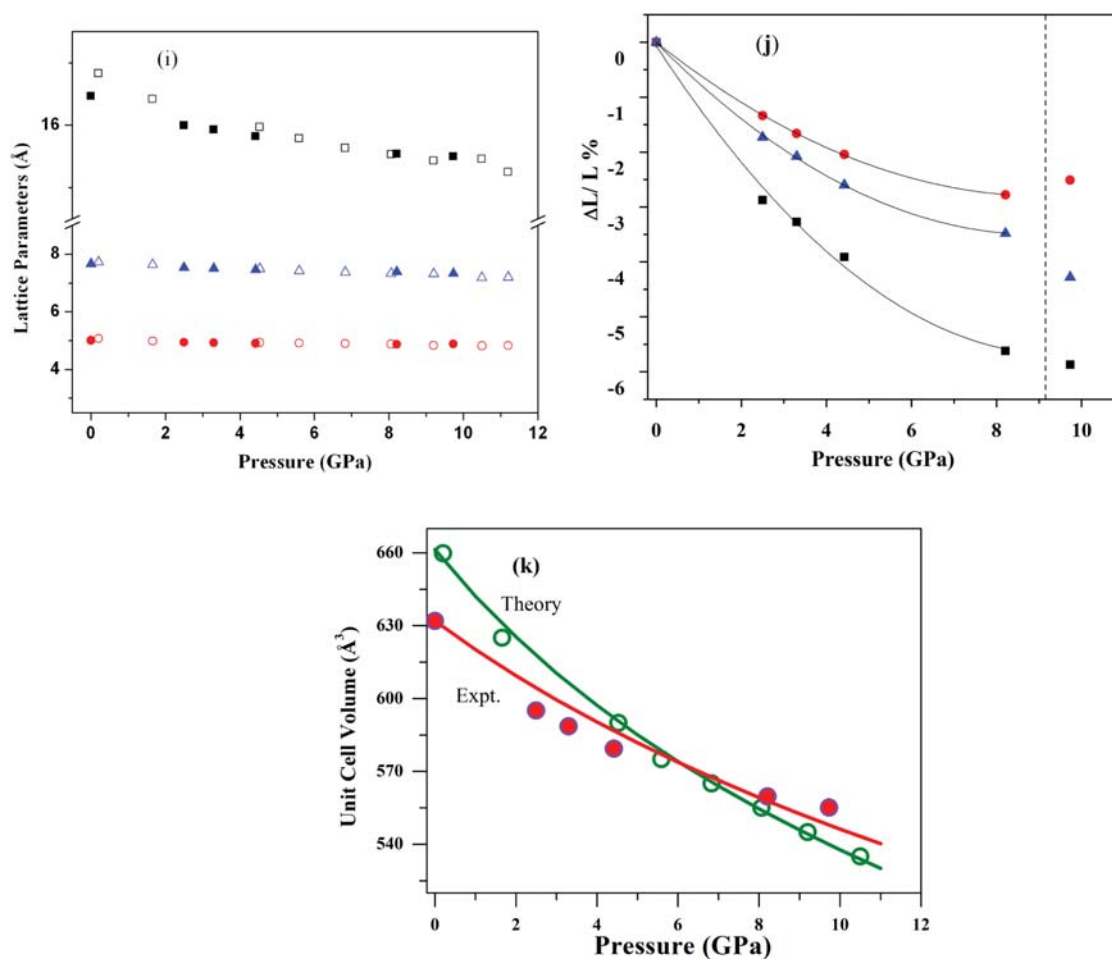 (i)
16
8
6
4
Lattice Parameters (Å)
0 2 4 6 8 10 12
Pressure (GPa)
(j)
0
-1
-2
-3
-4
-5
-6
ΔL/ L %
0 2 4 6 8 10
Pressure (GPa)
(k)
660
630
600
570
540
Unit Cell Volume (Å³)
Theory
Expt.
0 2 4 6 8 10 12
Pressure (GPa)